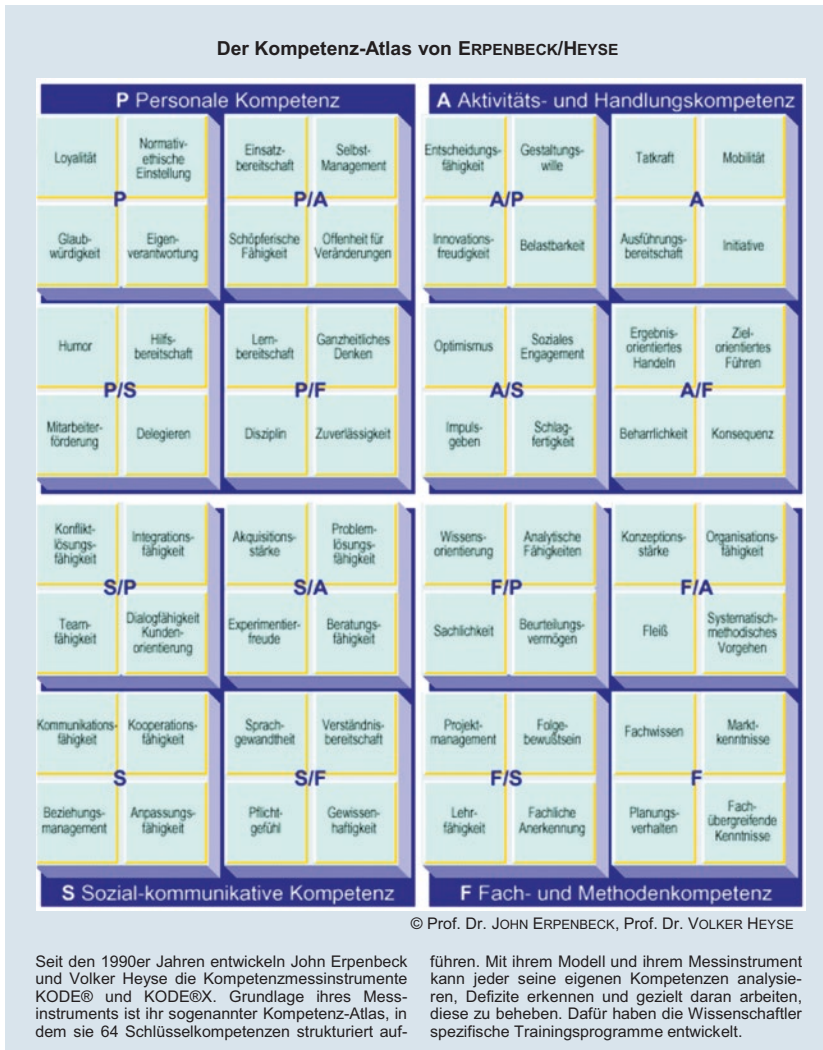 Der Kompetenz-Atlas von ERPENBECK/HEYSE
P Personale Kompetenz
Loyalität
Normativ-
ethische
Einstellung
P
Glaub-
würdigkeit
Eigen-
verantwortung
Einsatz-
bereitschaft
Selbst-
Management
P/A
Schöpferische
Fähigkeit
Offenheit für
Veränderungen
Humor
Hilfs-
bereitschaft
P/S
Mitarbeiter-
förderung
Delegieren
Lern-
bereitschaft
Ganzheitliches
Denken
P/F
Disziplin
Zuverlässigkeit
A Aktivitäts- und Handlungskompetenz
Entscheidungs-
fähigkeit
Gestaltungs-
wille
A/P
Innovations-
freudigkeit
Belastbarkeit
Tatkraft
Mobilität
A
Ausführungs-
bereitschaft
Initiative
Optimismus
Soziales
Engagement
A/S
Impuls-
geben
Schlag-
fertigkeit
Ergebnis-
orientiertes
Handeln
Ziel-
orientiertes
Führen
A/F
Beharrlichkeit
Konsequenz
Konflikt-
lösungs-
fähigkeit
Integrations-
fähigkeit
S/P
Team-
fähigkeit
Dialogfähigkeit
Kunden-
orientierung
Akquisitions-
stärke
Problem-
lösungs-
fähigkeit
S/A
Experimentier-
freude
Beratungs-
fähigkeit
Kommunikations-
fähigkeit
Kooperations-
fähigkeit
S
Beziehungs-
management
Anpassungs-
fähigkeit
Sprach-
gewandtheit
Verständnis-
bereitschaft
S/F
Pflicht-
gefühl
Gewissen-
haftigkeit
S Sozial-kommunikative Kompetenz
Wissens-
orientierung
Analytische
Fähigkeiten
F/P
Sachlichkeit
Beurteilungs-
vermögen
Konzeptions-
stärke
Organisations-
fähigkeit
F/A
Fleiß
Systematisch-
methodisches
Vorgehen
Projekt-
management
Folge-
bewußtsein
F/S
Lehr-
fähigkeit
Fachliche
Anerkennung
Fachwissen
Markt-
kenntnisse
F
Planungs-
verhalten
Fach-
übergreifende
Kenntnisse
F Fach- und Methodenkompetenz
© Prof. Dr. JOHN ERPENBECK, Prof. Dr. VOLKER HEYSE
Seit den 1990er Jahren entwickeln John Erpenbeck
und Volker Heyse die Kompetenzmessinstrumente
KODE® und KODE®X. Grundlage ihres Mess-
instruments ist ihr sogenannter Kompetenz-Atlas, in
dem sie 64 Schlüsselkompetenzen strukturiert auf-
führen. Mit ihrem Modell und ihrem Messinstrument
kann jeder seine eigenen Kompetenzen analysie-
ren, Defizite erkennen und gezielt daran arbeiten,
diese zu beheben. Dafür haben die Wissenschaftler
spezifische Trainingsprogramme entwickelt.